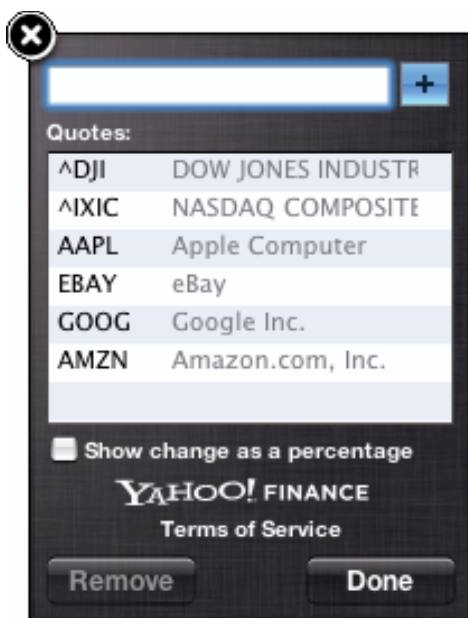 +
Quotes:
^DJI DOW JONES INDUSTR
^IXIC NASDAQ COMPOSITE
AAPL Apple Computer
EBAY eBay
GOOG Google Inc.
AMZN Amazon.com, Inc.
Show change as a percentage
YAHOO! FINANCE
Terms of Service
Remove Done